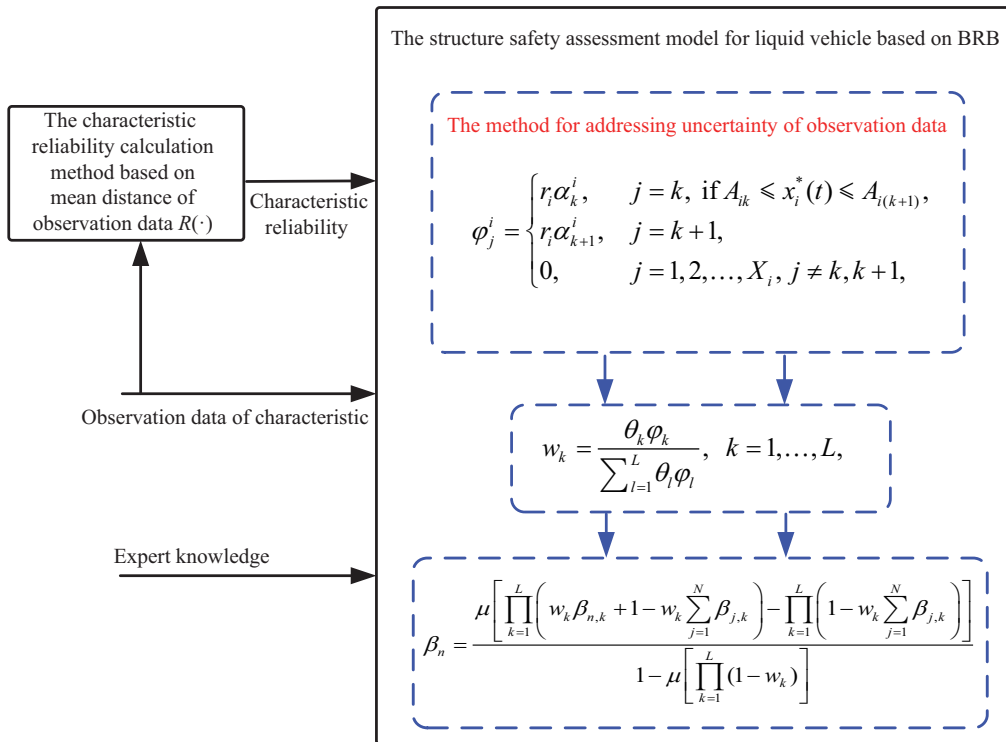 The structure safety assessment model for liquid vehicle based on BRB
The characteristic
reliability calculation
method based on
mean distance of
observation data R(·)
Characteristic
reliability
Observation data of characteristic
Expert knowledge
The method for addressing uncertainty of observation data
φ_j^i = { r_i α_k^i, j = k, if A_{ik} ⩽ x_i^*(t) ⩽ A_{i(k+1)},
r_i α_{k+1}^i, j = k+1,
0, j = 1, 2, …, X_i, j ≠ k, k+1,
w_k = θ_k φ_k / ∑_{l=1}^{L} θ_l φ_l, k = 1, …, L,
β_n = μ[∏_{k=1}^{L}(w_k β_{n,k} + 1 − w_k ∑_{j=1}^{N} β_{j,k}) − ∏_{k=1}^{L}(1 − w_k ∑_{j=1}^{N} β_{j,k})] / 1 − μ[∏_{k=1}^{L}(1 − w_k)]